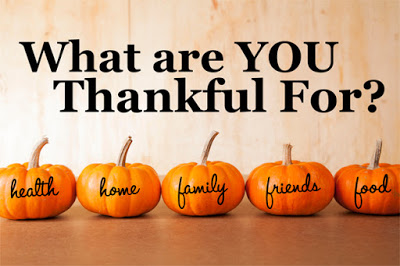 What are YOU
Thankful For?
health home family friends food